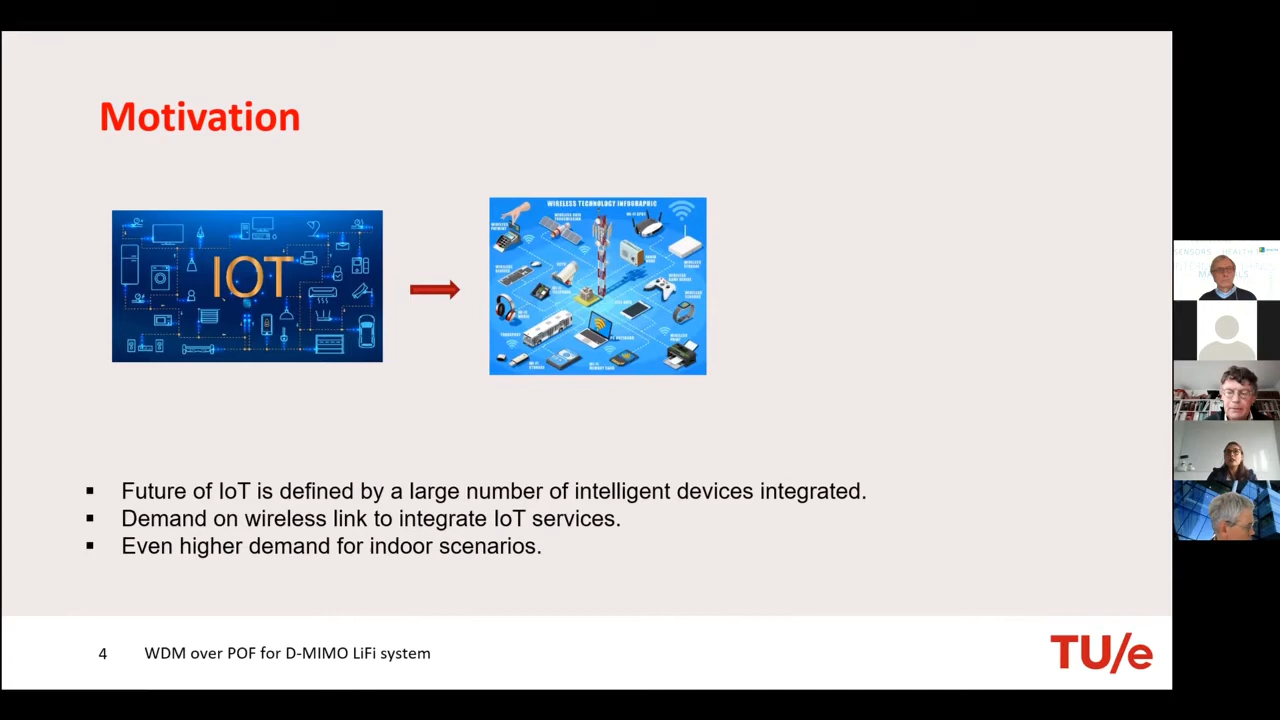 Motivation
IOT
WIRELESS TECHNOLOGY INFOGRAPHIC
Future of IoT is defined by a large number of intelligent devices integrated.
Demand on wireless link to integrate IoT services.
Even higher demand for indoor scenarios.
4
WDM over POF for D-MIMO LiFi system
TU/e
SENSORS
HEALTH